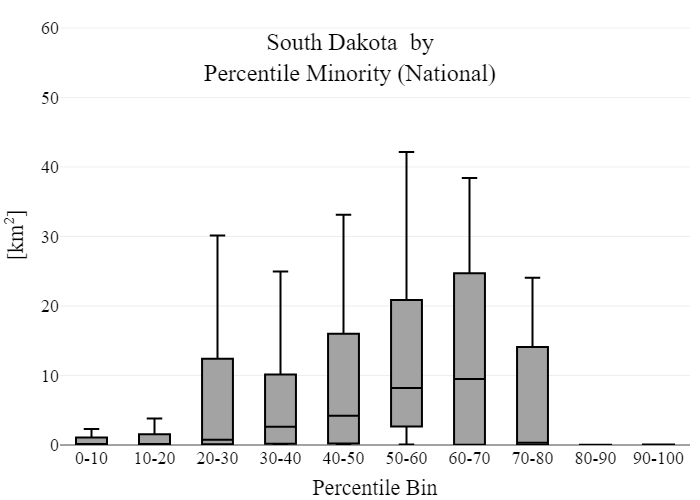 South Dakota  by
Percentile Minority (National)
60
50
40
30
20
10
0
[km²]
0-10 10-20 20-30 30-40 40-50 50-60 60-70 70-80 80-90 90-100
Percentile Bin